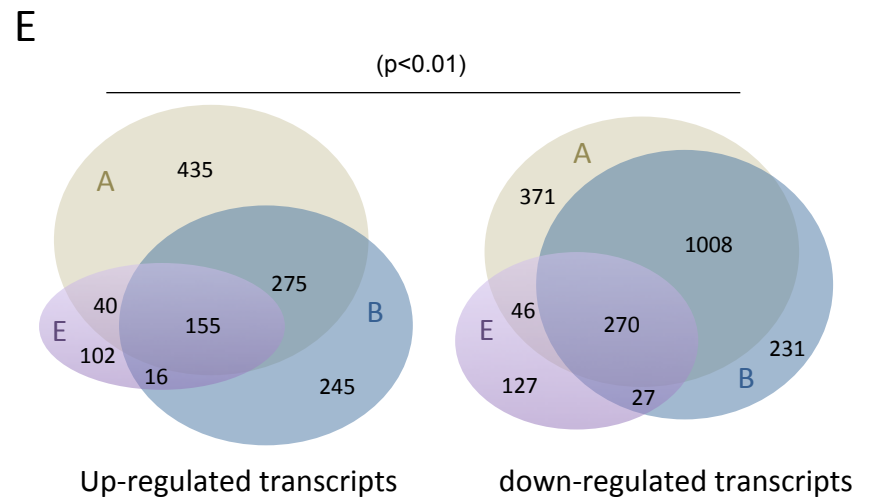 E
(p<0.01)
A
435
275
B
40
E
155
102
16
245
Up-regulated transcripts
A
371
1008
46
E
270
231
B
127
27
down-regulated transcripts